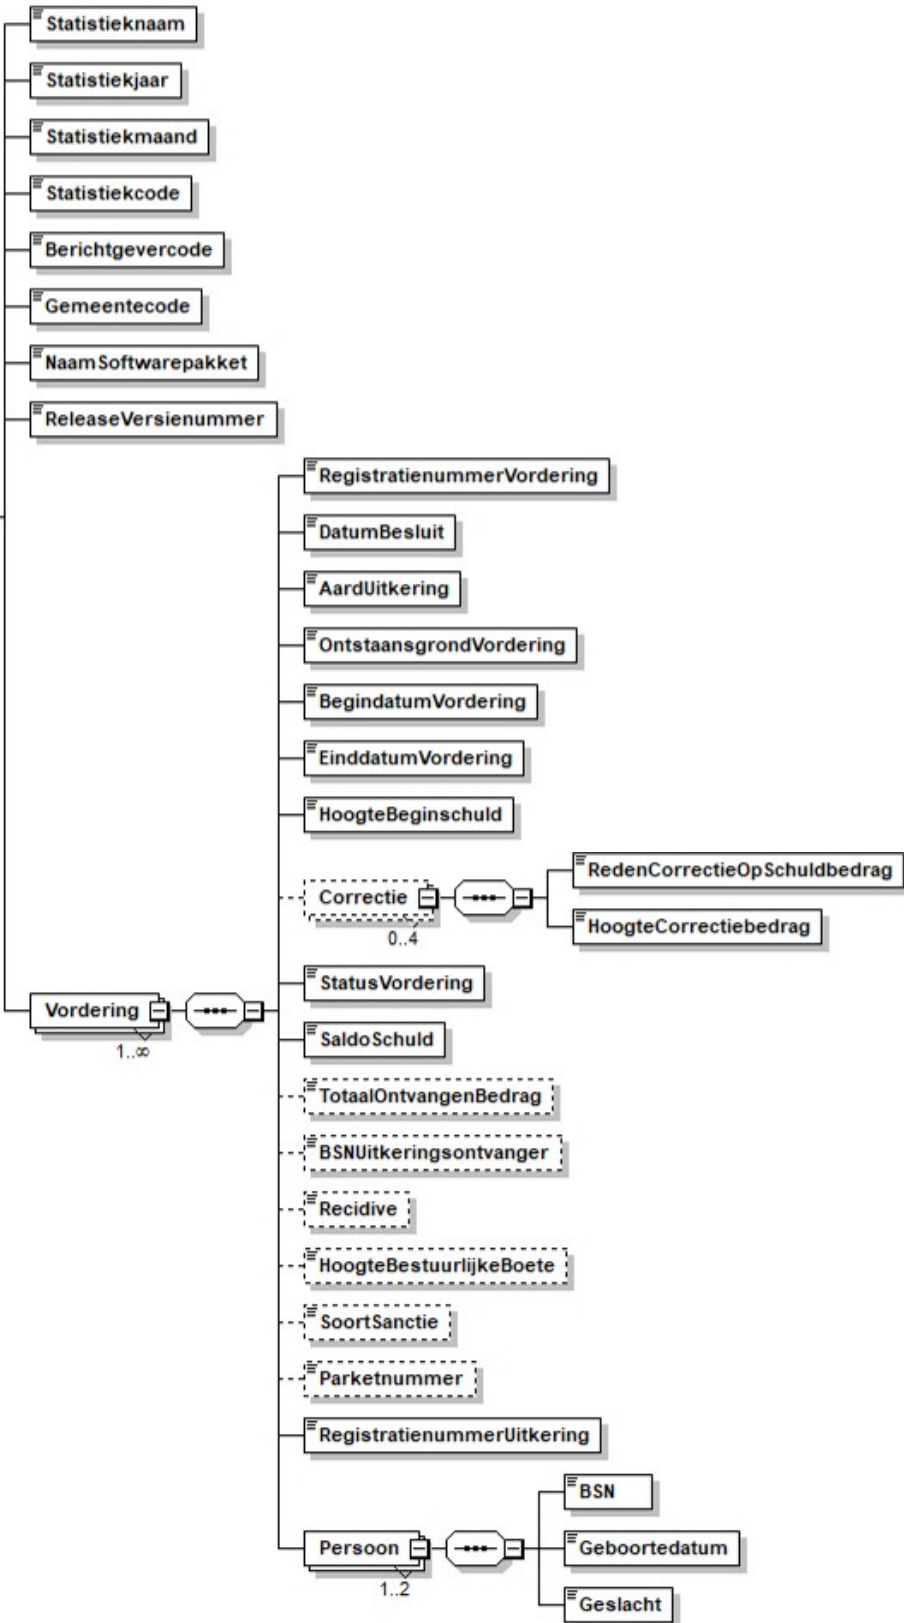 Statistieknaam
Statistiekjaar
Statistiekmaand
Statistiekcode
Berichtgevercode
Gemeentecode
NaamSoftwarepakket
ReleaseVersienummer
RegistratienummerVordering
DatumBesluit
AardUitkering
OntstaansgrondVordering
BegindatumVordering
EinddatumVordering
HoogteBeginschuld
Correctie
0..4
RedenCorrectieOpSchuldbedrag
HoogteCorrectiebedrag
StatusVordering
Vordering
1..∞
SaldoSchuld
TotaalOntvangenBedrag
BSNUitkeringsontvanger
Recidive
HoogteBestuurlijkeBoete
SoortSanctie
Parketnummer
RegistratienummerUitkering
Persoon
1..2
BSN
Geboortedatum
Geslacht